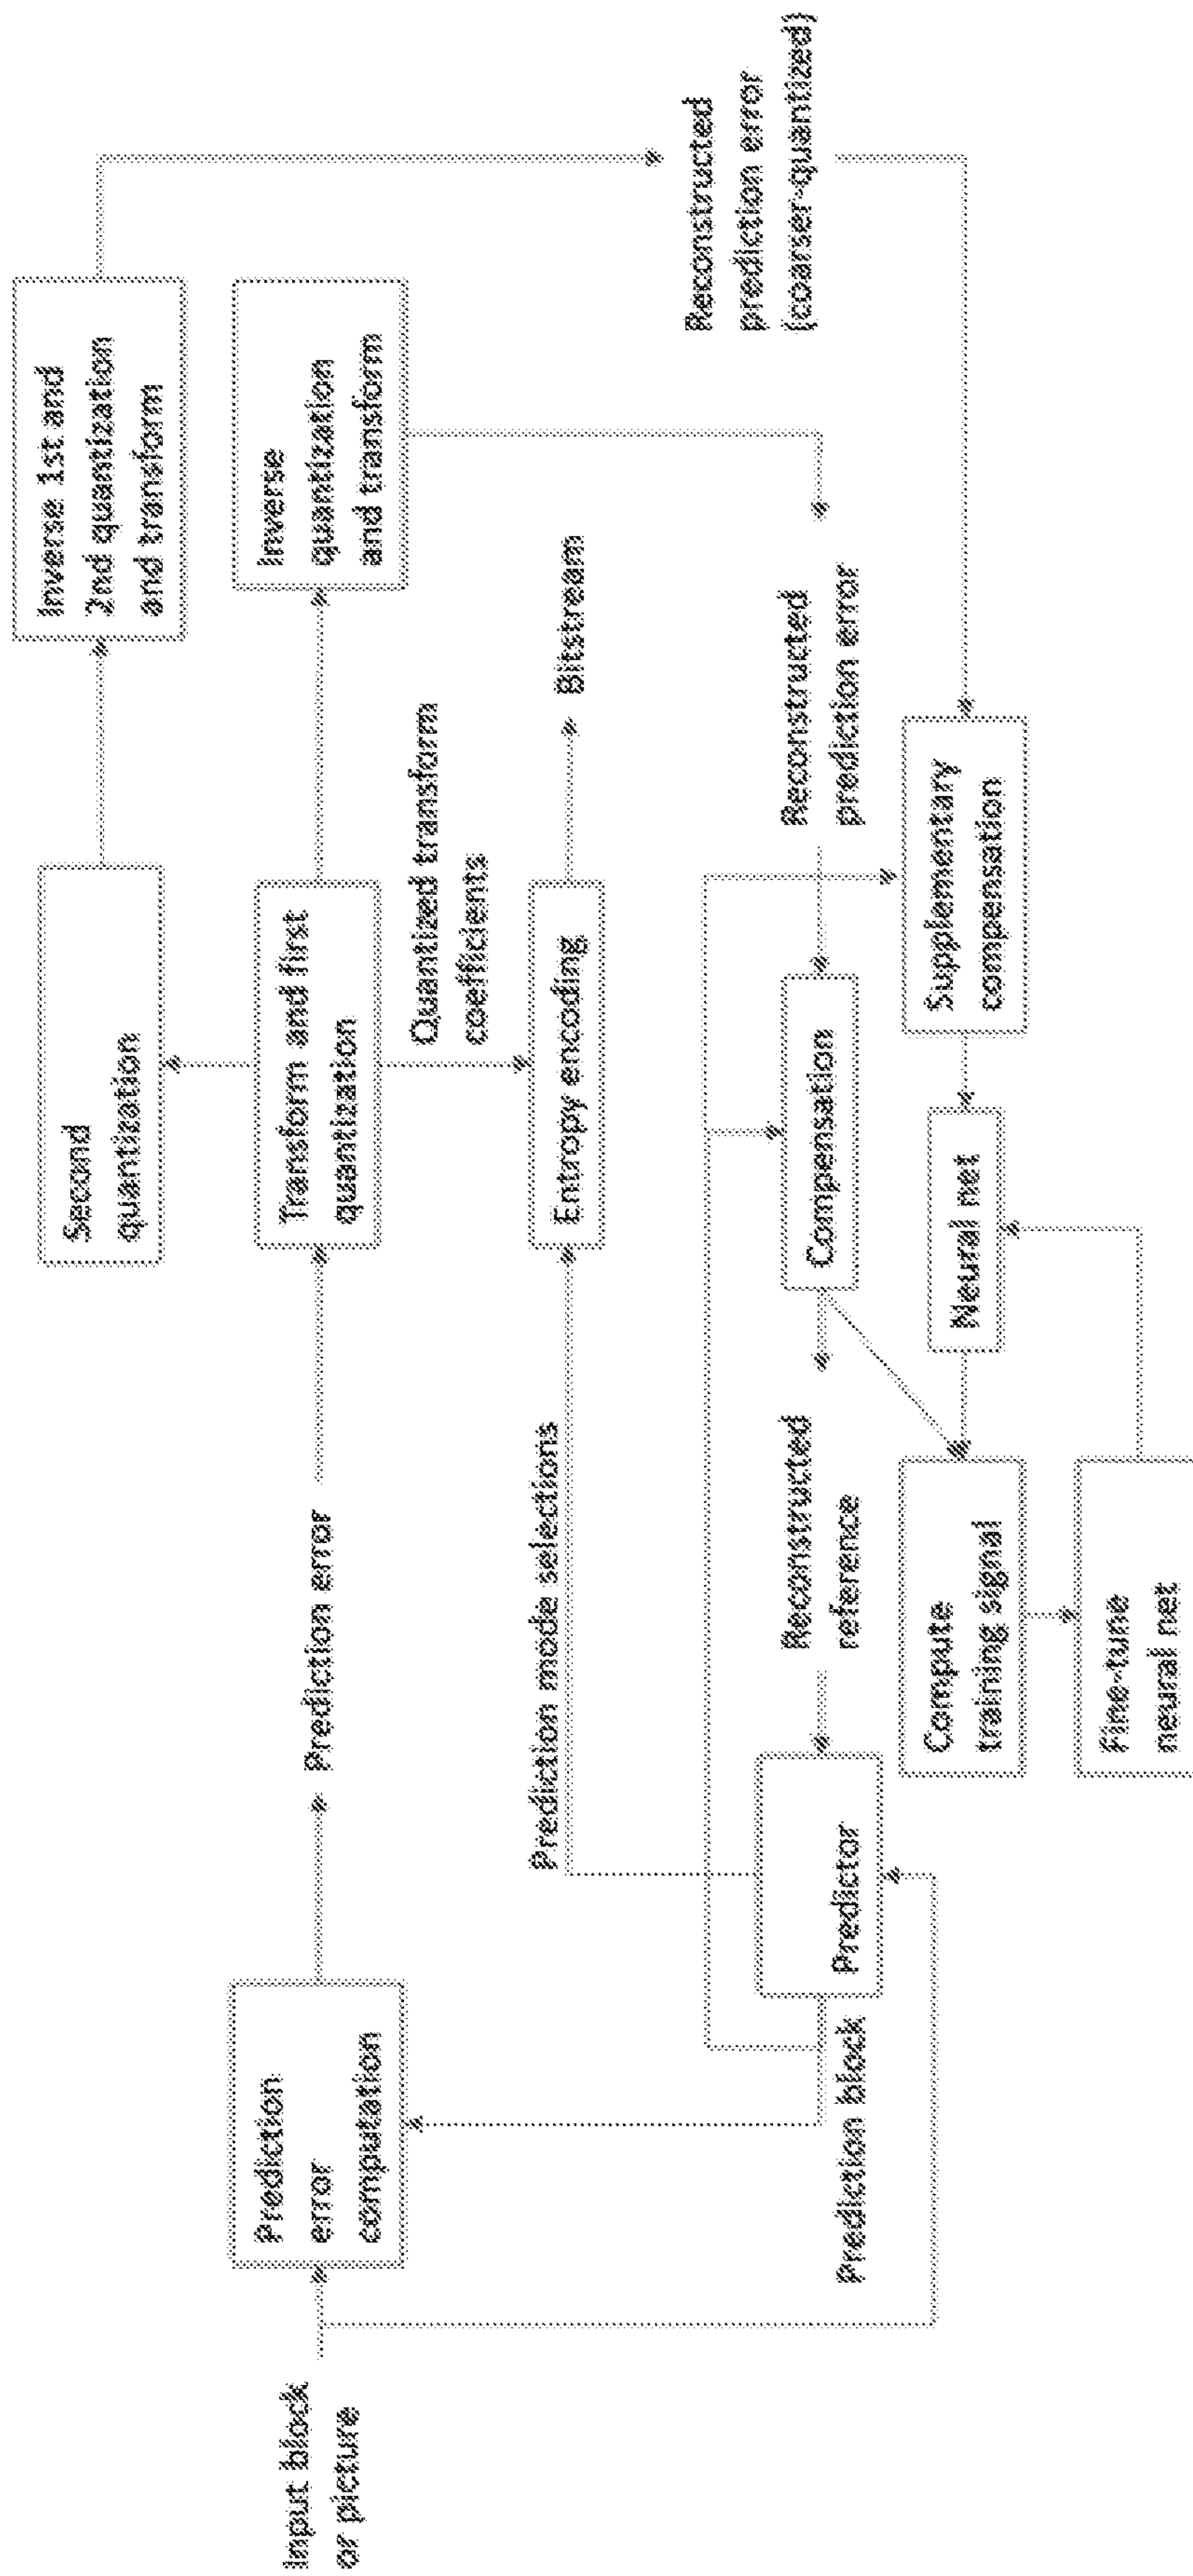 Input block
or picture
Prediction
error
computation
Prediction error
Transform and first
quantization
Second
quantization
Inverse 1st and
2nd quantization
and transform
Inverse
quantization
and transform
Quantized transform
coefficients
Prediction mode selections
Entropy encoding
Bitstream
Reconstructed
prediction error
(coarser-quantized)
Prediction block
Predictor
Reconstructed
reference
Compensation
Reconstructed
prediction error
Compute
training signal
Neural net
Supplementary
compensation
Fine-tune
neural net